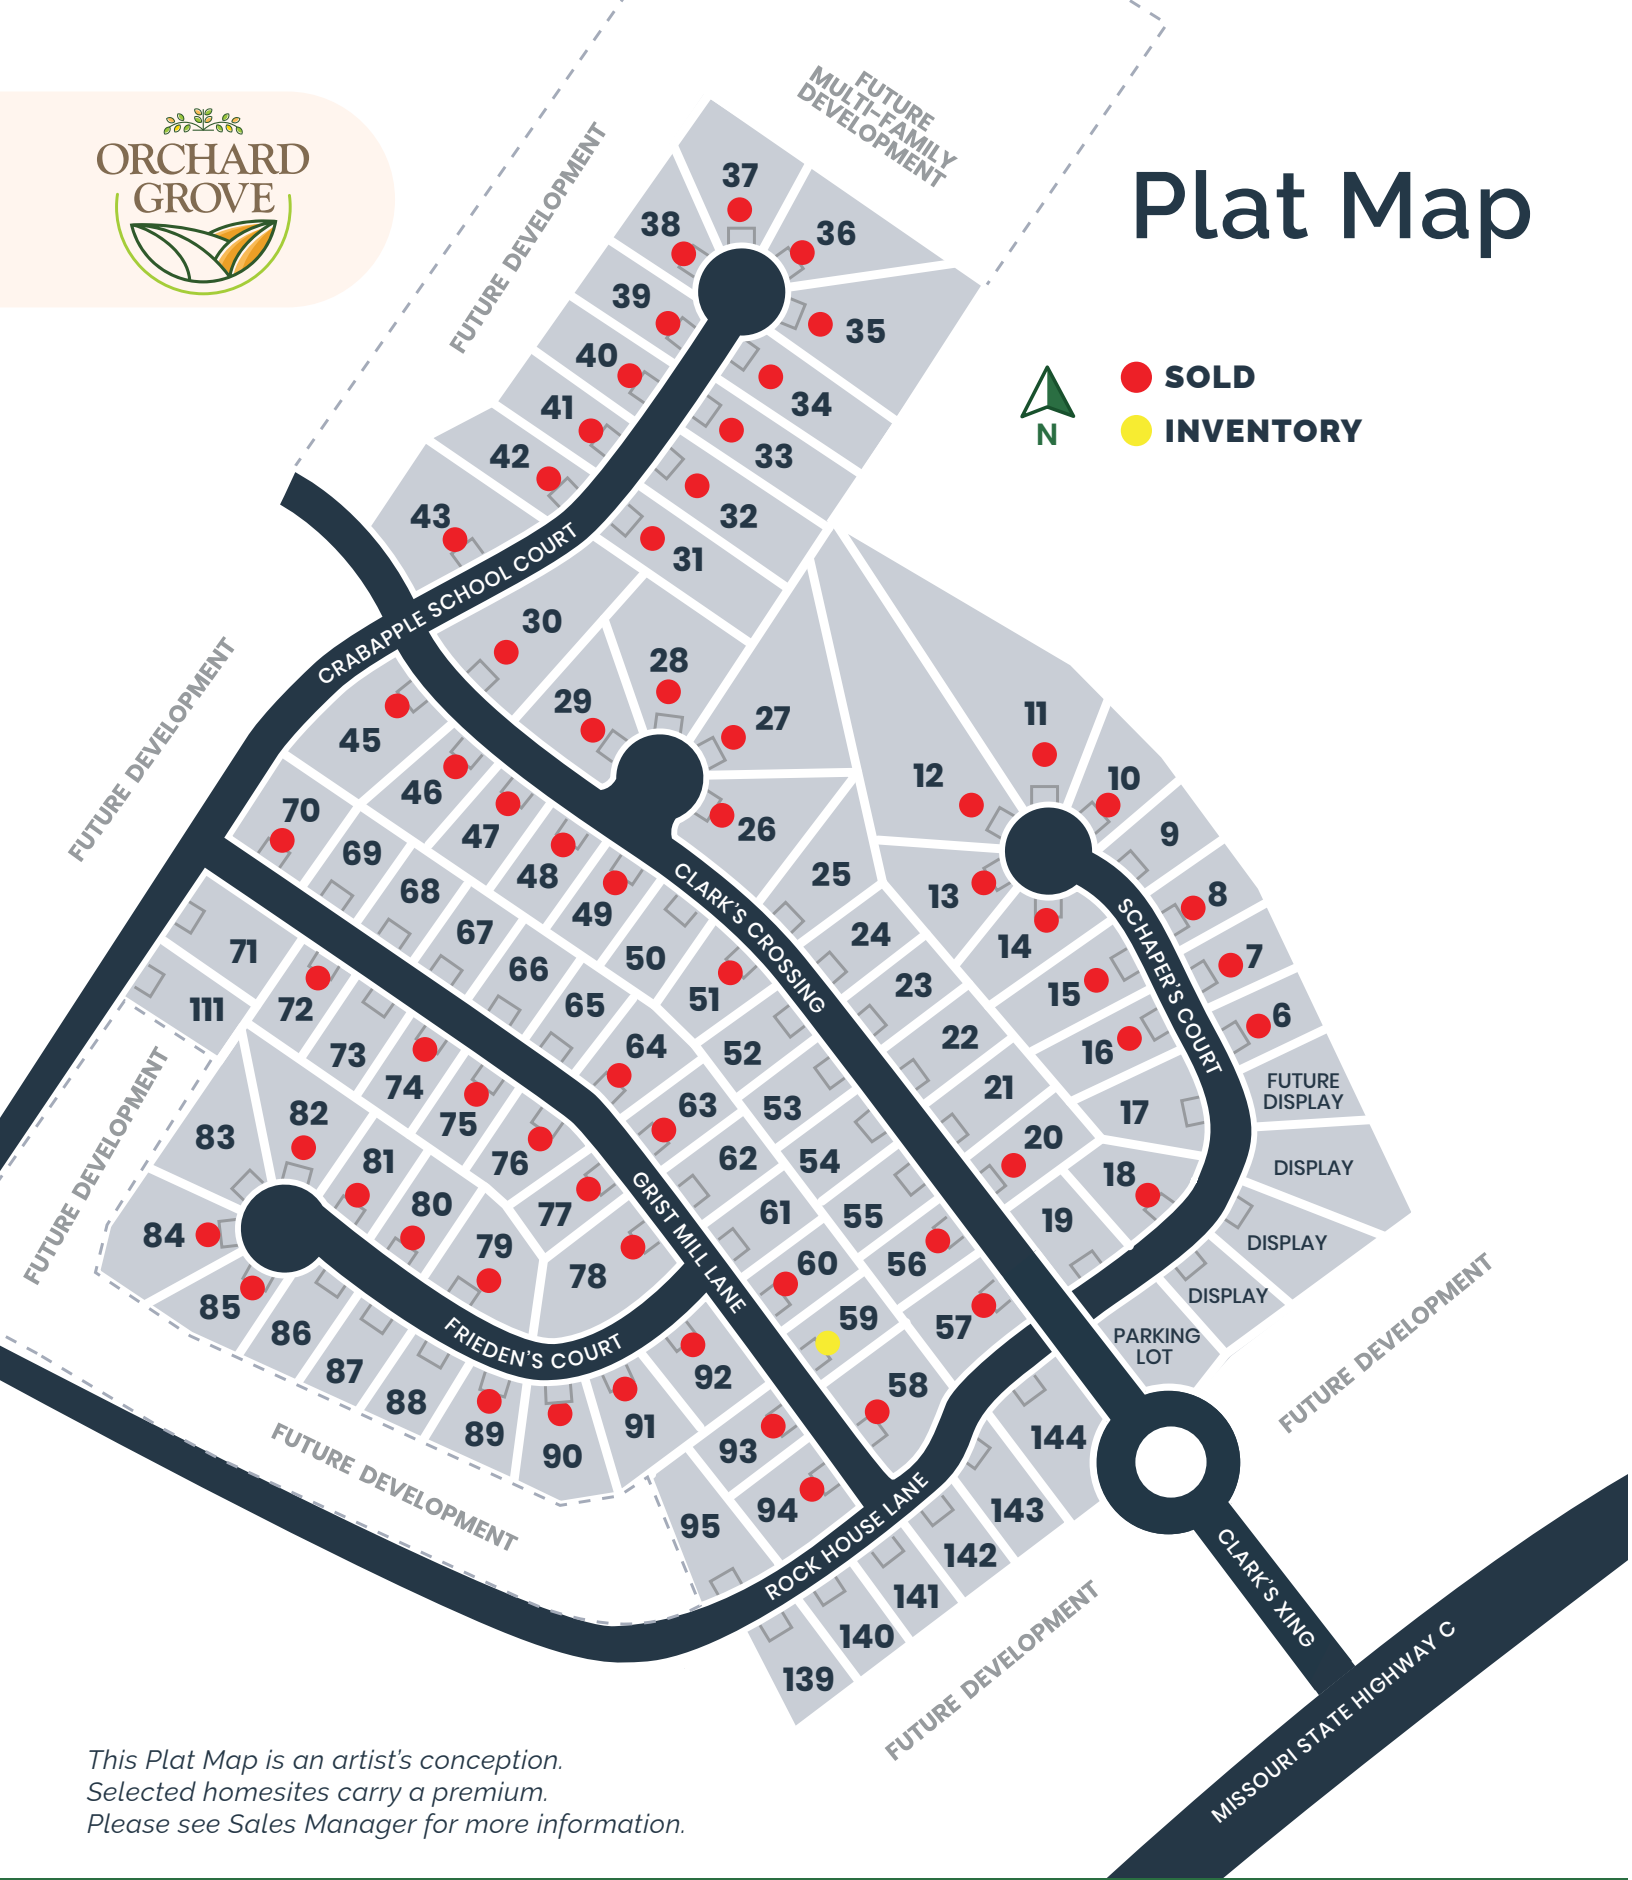 FUTURE
MULTI-FAMILY
DEVELOPMENT
ORCHARD
GROVE
Plat Map
FUTURE DEVELOPMENT
SOLD
INVENTORY
N
37
38
36
39
35
40
34
41
33
42
32
43
31
CRABAPPLE SCHOOL COURT
30
28
29
27
26
25
24
23
22
21
20
19
FUTURE DEVELOPMENT
45
46
47
48
49
50
51
52
53
54
55
56
57
CLARK'S CROSSING
11
12
10
9
13
8
14
7
15
6
16
17
18
SCHAPER'S COURT
FUTURE
DISPLAY
DISPLAY
DISPLAY
DISPLAY
PARKING
LOT
70
69
68
67
66
65
64
63
62
61
60
59
58
71
111
72
73
74
75
76
77
78
GRIST MILL LANE
FUTURE DEVELOPMENT
83
82
81
80
79
84
85
86
87
88
89
90
91
92
93
94
95
FRIEDEN'S COURT
FUTURE DEVELOPMENT
ROCK HOUSE LANE
144
143
142
141
140
139
FUTURE DEVELOPMENT
FUTURE DEVELOPMENT
CLARK'S XING
MISSOURI STATE HIGHWAY C
This Plat Map is an artist's conception.
Selected homesites carry a premium.
Please see Sales Manager for more information.